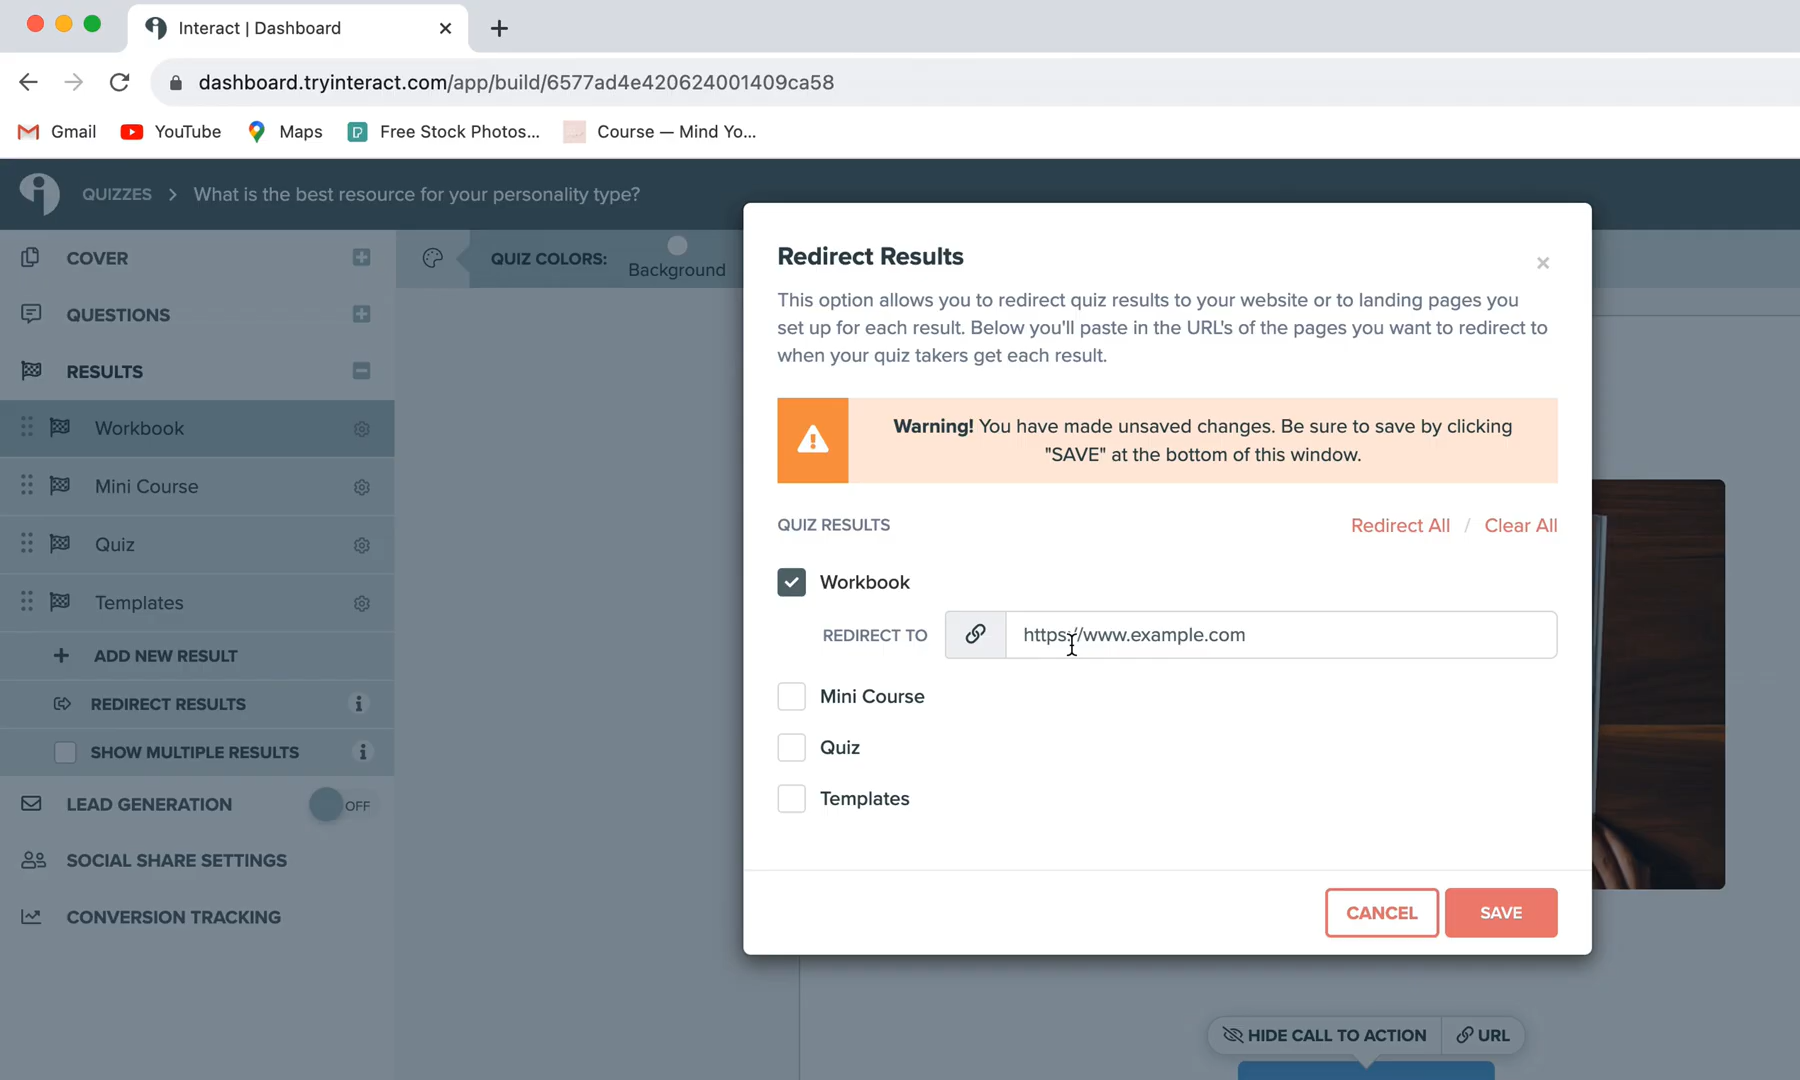 Interact | Dashboard
dashboard.tryinteract.com/app/build/6577ad4e420624001409ca58
Gmail YouTube Maps Free Stock Photos... Course — Mind Yo...
QUIZZES > What is the best resource for your personality type?
COVER
QUESTIONS
RESULTS
Workbook
Mini Course
Quiz
Templates
ADD NEW RESULT
REDIRECT RESULTS
SHOW MULTIPLE RESULTS
LEAD GENERATION OFF
SOCIAL SHARE SETTINGS
CONVERSION TRACKING
QUIZ COLORS: Background
Redirect Results
This option allows you to redirect quiz results to your website or to landing pages you
set up for each result. Below you'll paste in the URL's of the pages you want to redirect to
when your quiz takers get each result.
Warning! You have made unsaved changes. Be sure to save by clicking
"SAVE" at the bottom of this window.
QUIZ RESULTS Redirect All / Clear All
Workbook
REDIRECT TO https://www.example.com
Mini Course
Quiz
Templates
CANCEL SAVE
HIDE CALL TO ACTION URL